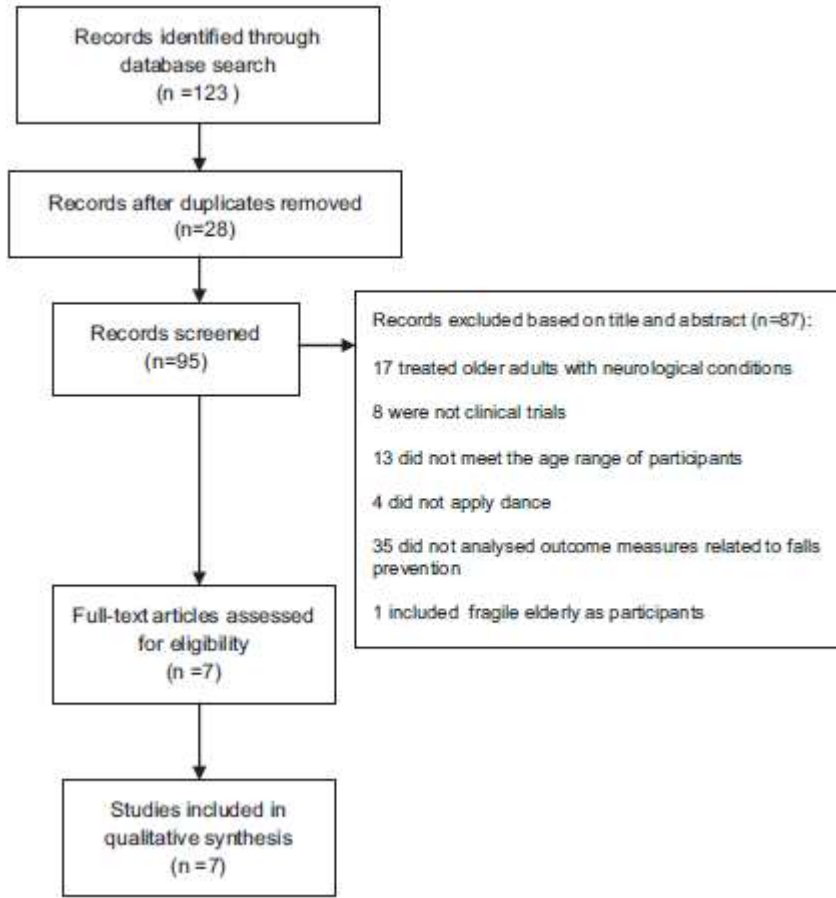 Records identified through
database search
(n =123 )
Records after duplicates removed
(n=28)
Records screened
(n=95)
Records excluded based on title and abstract (n=87):
17 treated older adults with neurological conditions
8 were not clinical trials
13 did not meet the age range of participants
4 did not apply dance
35 did not analysed outcome measures related to falls
prevention
1 included fragile elderly as participants
Full-text articles assessed
for eligibility
(n =7)
Studies included in
qualitative synthesis
(n =7)